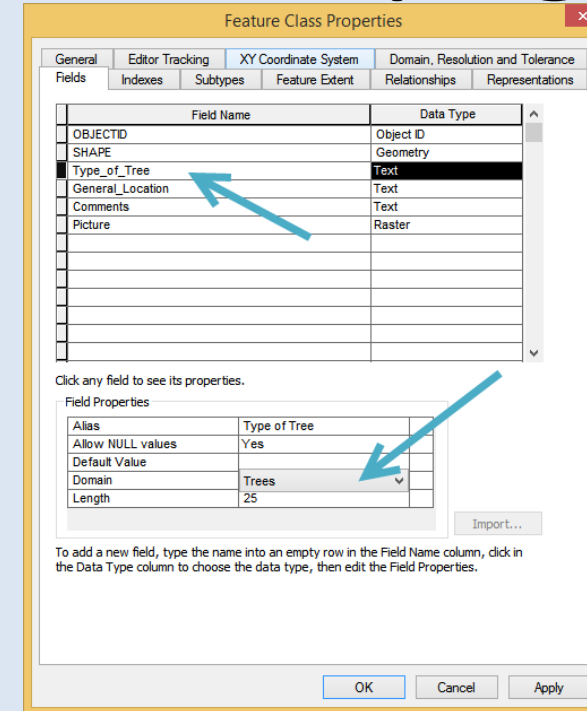 Feature Class Properties
General Editor Tracking XY Coordinate System Domain, Resolution and Tolerance
Fields Indexes Subtypes Feature Extent Relationships Representations
Field Name Data Type
OBJECTID Object ID
SHAPE Geometry
Type_of_Tree Text
General_Location Text
Comments Text
Picture Raster
Click any field to see its properties.
Field Properties
Alias Type of Tree
Allow NULL values Yes
Default Value
Domain Trees
Length 25
Import...
To add a new field, type the name into an empty row in the Field Name column, click in
the Data Type column to choose the data type, then edit the Field Properties.
OK Cancel Apply